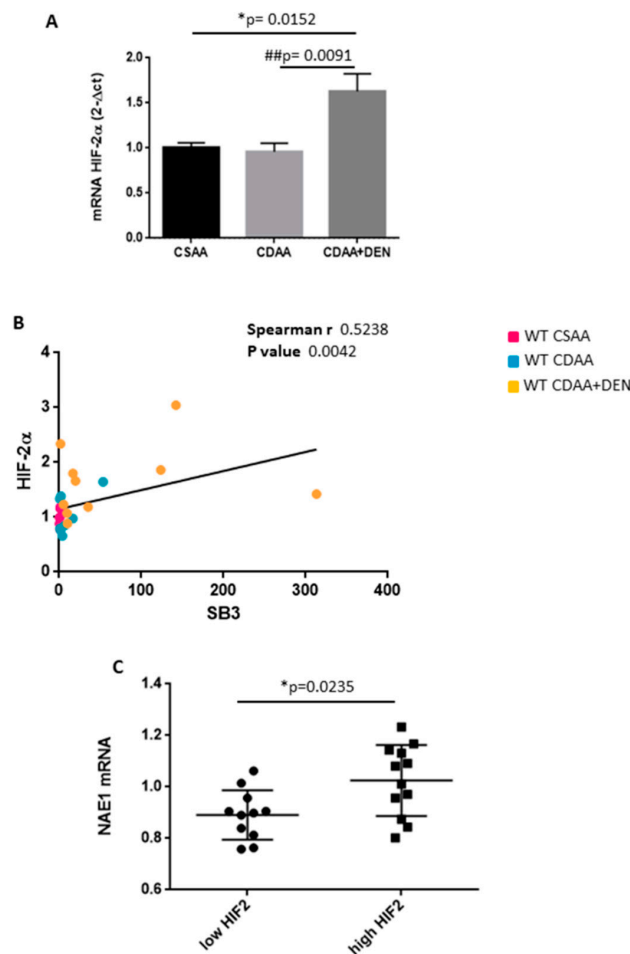 A
*p= 0.0152
##p= 0.0091
mRNA HIF-2α (2-Δct)
2.0
1.5
1.0
0.5
0.0
CSAA
CDAA
CDAA+DEN
B
Spearman r 0.5238
P value 0.0042
WT CSAA
WT CDAA
WT CDAA+DEN
HIF-2α
4
3
2
1
0
0
100
200
300
400
SB3
C
*p=0.0235
NAE1 mRNA
1.4
1.2
1.0
0.8
0.6
low HIF2
high HIF2